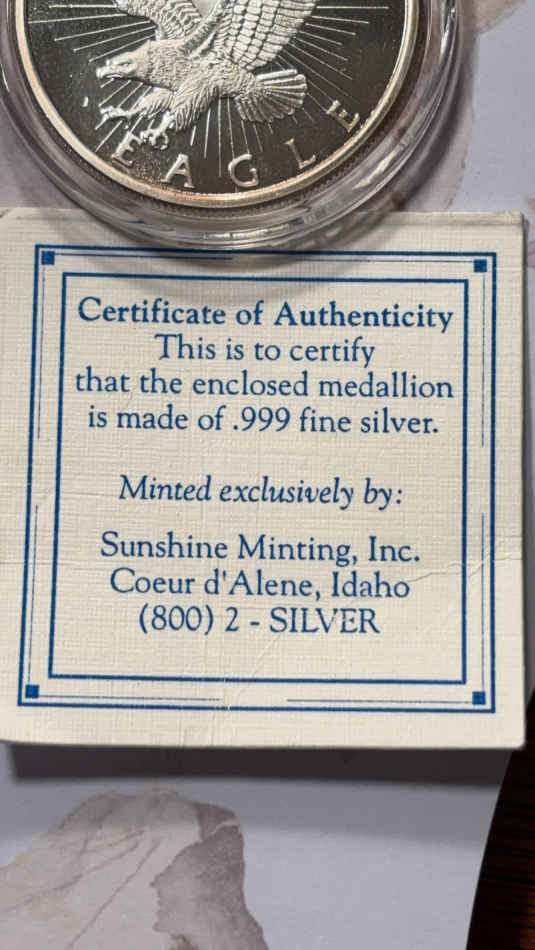 EAGLE
Certificate of Authenticity
This is to certify
that the enclosed medallion
is made of .999 fine silver.
Minted exclusively by:
Sunshine Minting, Inc.
Coeur d'Alene, Idaho
(800) 2 - SILVER